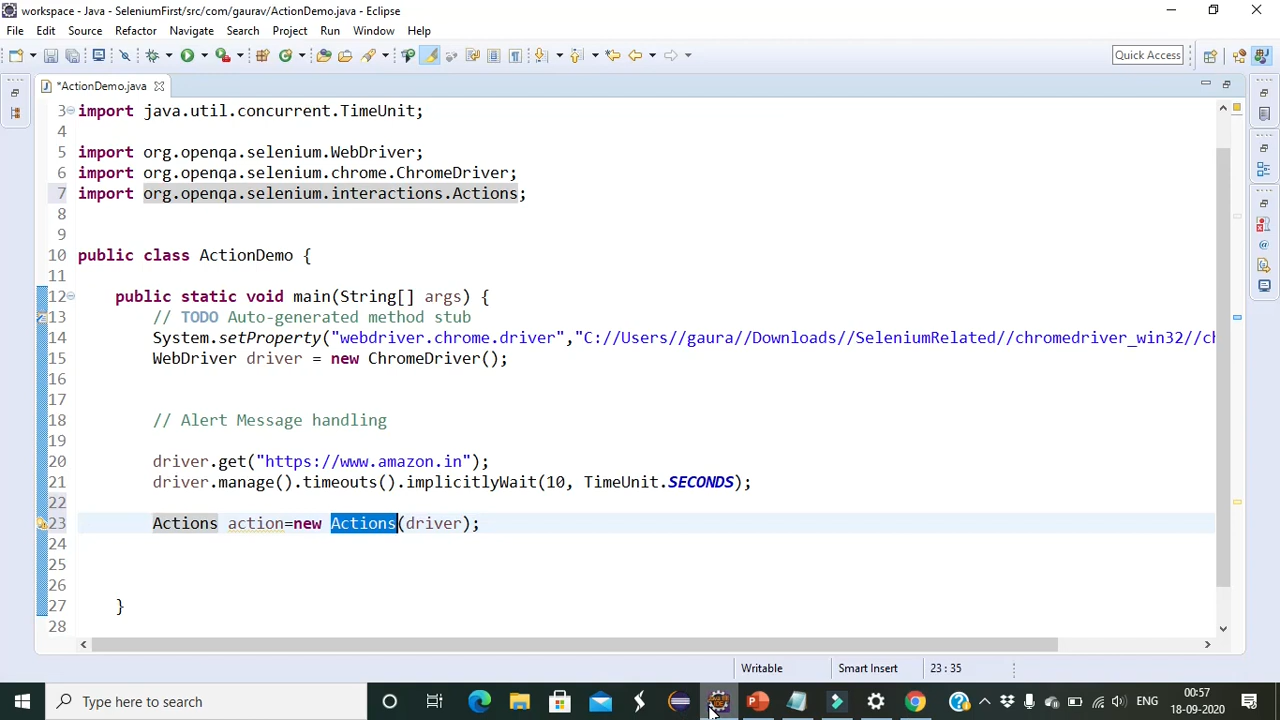 workspace - Java - SeleniumFirst/src/com/gaurav/ActionDemo.java - Eclipse
File Edit Source Refactor Navigate Search Project Run Window Help
Quick Access
*ActionDemo.java
3 import java.util.concurrent.TimeUnit;
4
5 import org.openqa.selenium.WebDriver;
6 import org.openqa.selenium.chrome.ChromeDriver;
7 import org.openqa.selenium.interactions.Actions;
8
9
10 public class ActionDemo {
11
12 public static void main(String[] args) {
13 // TODO Auto-generated method stub
14 System.setProperty("webdriver.chrome.driver","C://Users//gaura//Downloads//SeleniumRelated//chromedriver_win32//ch
15 WebDriver driver = new ChromeDriver();
16
17
18 // Alert Message handling
19
20 driver.get("https://www.amazon.in");
21 driver.manage().timeouts().implicitlyWait(10, TimeUnit.SECONDS);
22
23 Actions action=new Actions(driver);
24
25
26
27 }
28
Writable Smart Insert 23 : 35
Type here to search
ENG
00:57
18-09-2020